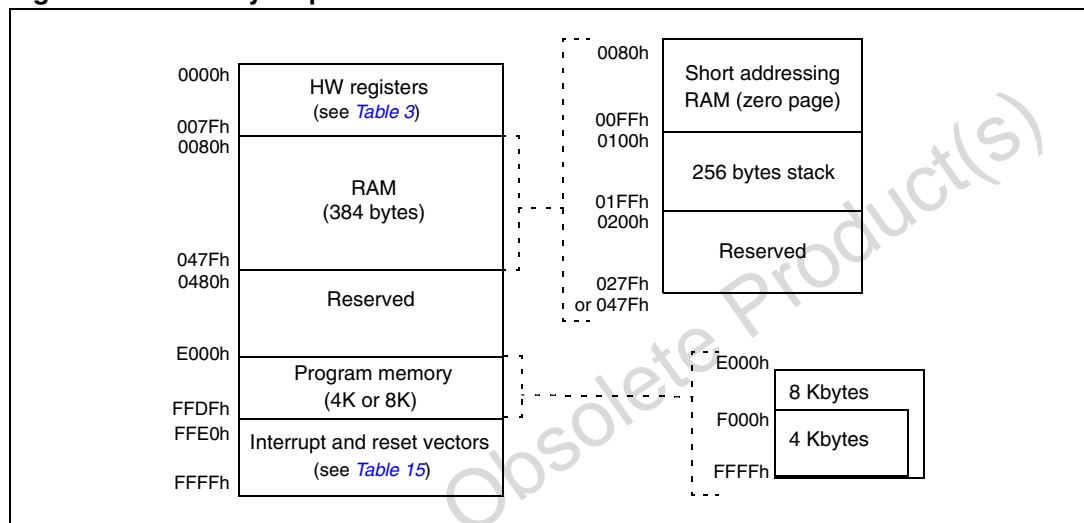 0000h
HW registers
(see Table 3)
007Fh
0080h
RAM
(384 bytes)
047Fh
0480h
Reserved
E000h
Program memory
(4K or 8K)
FFDFh
FFE0h
Interrupt and reset vectors
(see Table 15)
FFFFh
0080h
Short addressing
RAM (zero page)
00FFh
0100h
256 bytes stack
01FFh
0200h
Reserved
027Fh
or 047Fh
E000h
8 Kbytes
F000h
4 Kbytes
FFFFh
Obsolete Product(s)